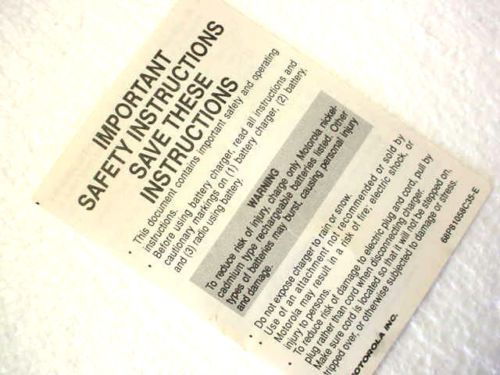 IMPORTANT
SAFETY INSTRUCTIONS
SAVE THESE
INSTRUCTIONS
• This document contains important safety and operating
instructions.
• Before using battery charger, read all instructions and
cautionary markings on (1) battery charger, (2) battery,
and (3) radio using battery.
WARNING
To reduce risk of injury, charge only Motorola nickel-
cadmium type rechargeable batteries listed. Other
types of batteries may burst, causing personal injury
and damage.
• Do not expose charger to rain or snow.
• Use of an attachment not recommended or sold by
Motorola may result in a risk of fire; electric shock, or
injury to persons.
• To reduce risk of damage to electric plug and cord, pull by
plug rather than cord when disconnecting charger.
Make sure cord is located so that it will not be stepped on,
tripped over, or otherwise subjected to damage or stress.
MOTOROLA INC.
68P81058C35-E